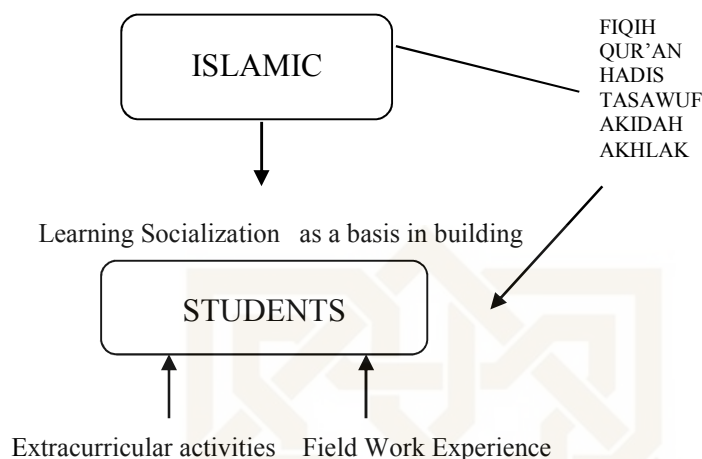 ISLAMIC
FIQIH
QUR’AN
HADIS
TASAWUF
AKIDAH
AKHLAK
Learning Socialization as a basis in building
STUDENTS
Extracurricular activities Field Work Experience